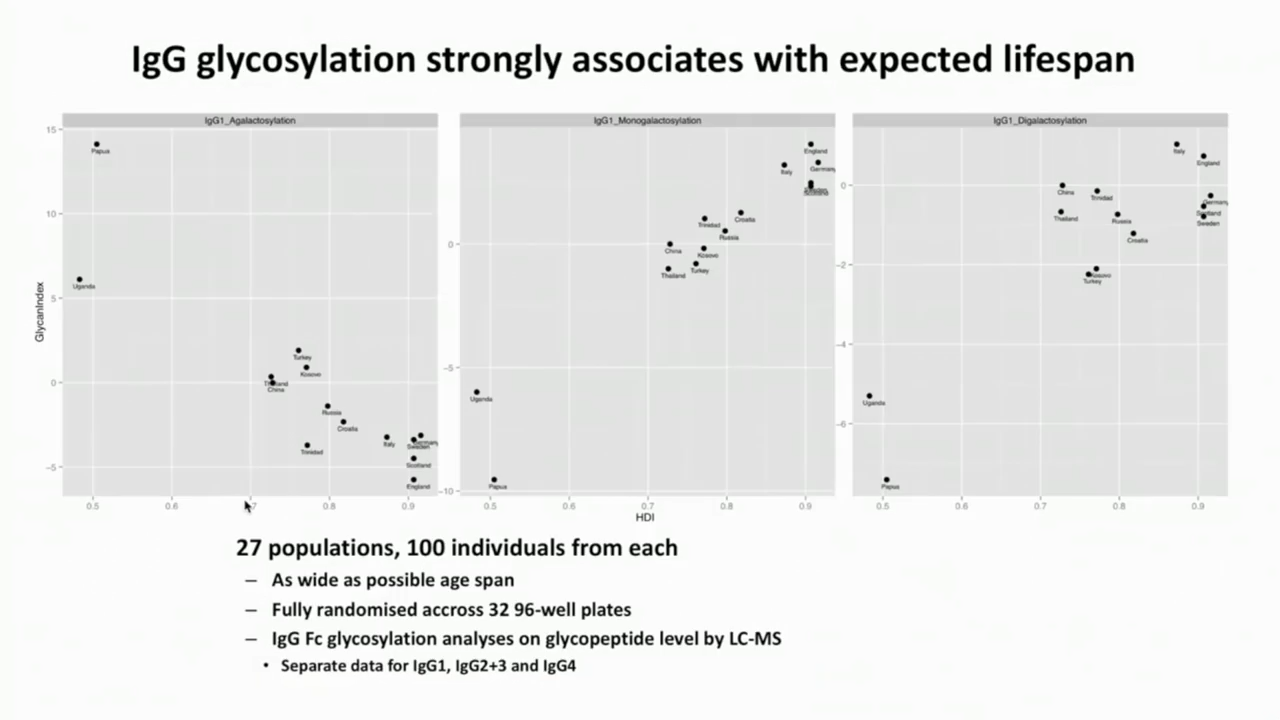 IgG glycosylation strongly associates with expected lifespan
IgG1_Agalactosylation
IgG1_Monogalactosylation
IgG1_Digalactosylation
GlycanIndex
15
10
5
0
−5
Papua
Uganda
Turkey
Kosovo
China
Russia
Croatia
Trinidad
Italy
Germany
Sweden
Scotland
England
0.5
0.6
0.8
0.9
0
−5
−10
England
Germany
Italy
Scotland
Trinidad
Croatia
Russia
China
Kosovo
Thailand
Turkey
Uganda
Papua
0.5
0.6
0.7
0.8
0.9
HDI
0
−2
−4
−6
Italy
England
China
Trinidad
Germany
Thailand
Scotland
Russia
Sweden
Croatia
Kosovo
Turkey
Uganda
Papua
0.5
0.6
0.7
0.8
0.9
27 populations, 100 individuals from each
– As wide as possible age span
– Fully randomised accross 32 96-well plates
– IgG Fc glycosylation analyses on glycopeptide level by LC-MS
• Separate data for IgG1, IgG2+3 and IgG4